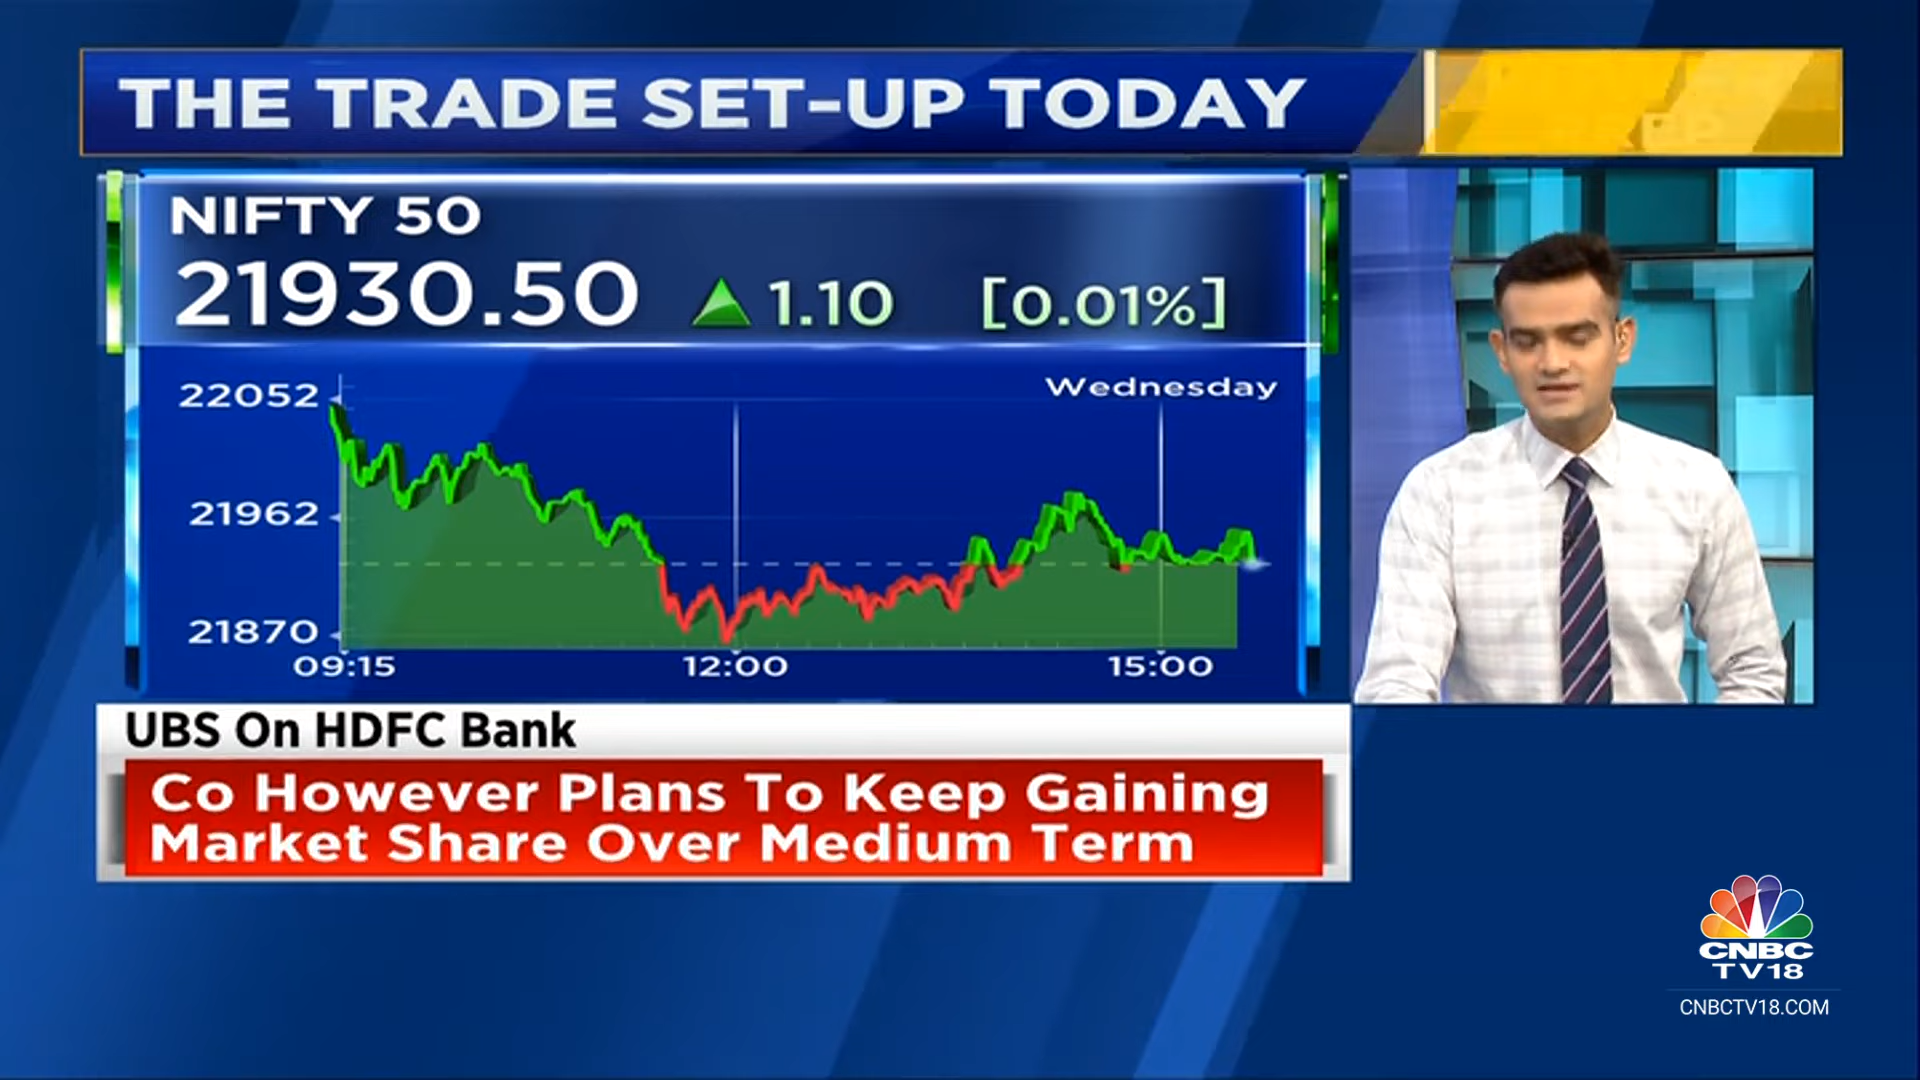 THE TRADE SET-UP TODAY
NIFTY 50
21930.50 ▲ 1.10 [0.01%]
Wednesday
22052
21962
21870
09:15 12:00 15:00
UBS On HDFC Bank
Co However Plans To Keep Gaining
Market Share Over Medium Term
CNBC
TV18
CNBCTV18.COM